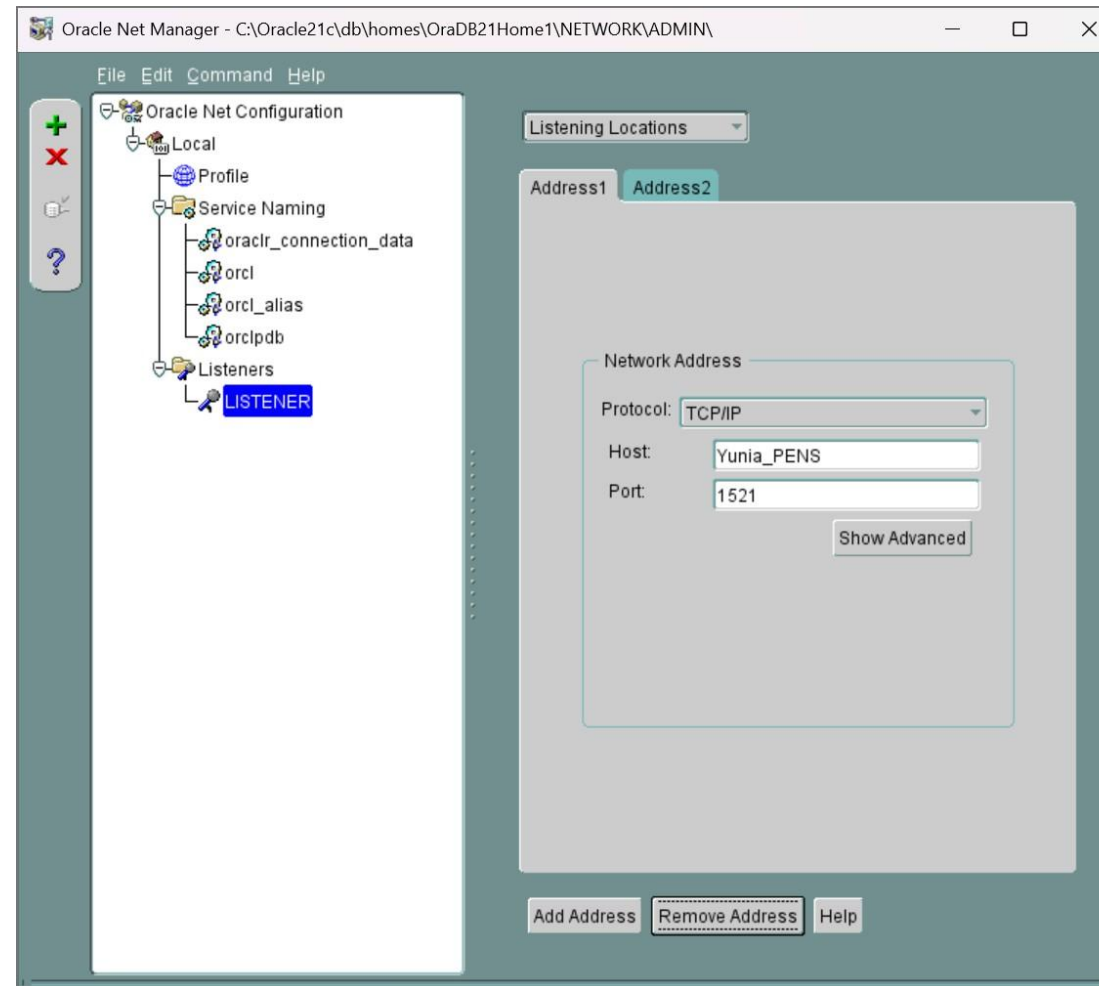 Oracle Net Manager - C:\Oracle21c\db\homes\OraDB21Home1\NETWORK\ADMIN\
File Edit Command Help
Oracle Net Configuration
Local
Profile
Service Naming
oraclr_connection_data
orcl
orcl_alias
orclpdb
Listeners
LISTENER
Listening Locations
Address1 Address2
Network Address
Protocol: TCP/IP
Host: Yunia_PENS
Port: 1521
Show Advanced
Add Address Remove Address Help